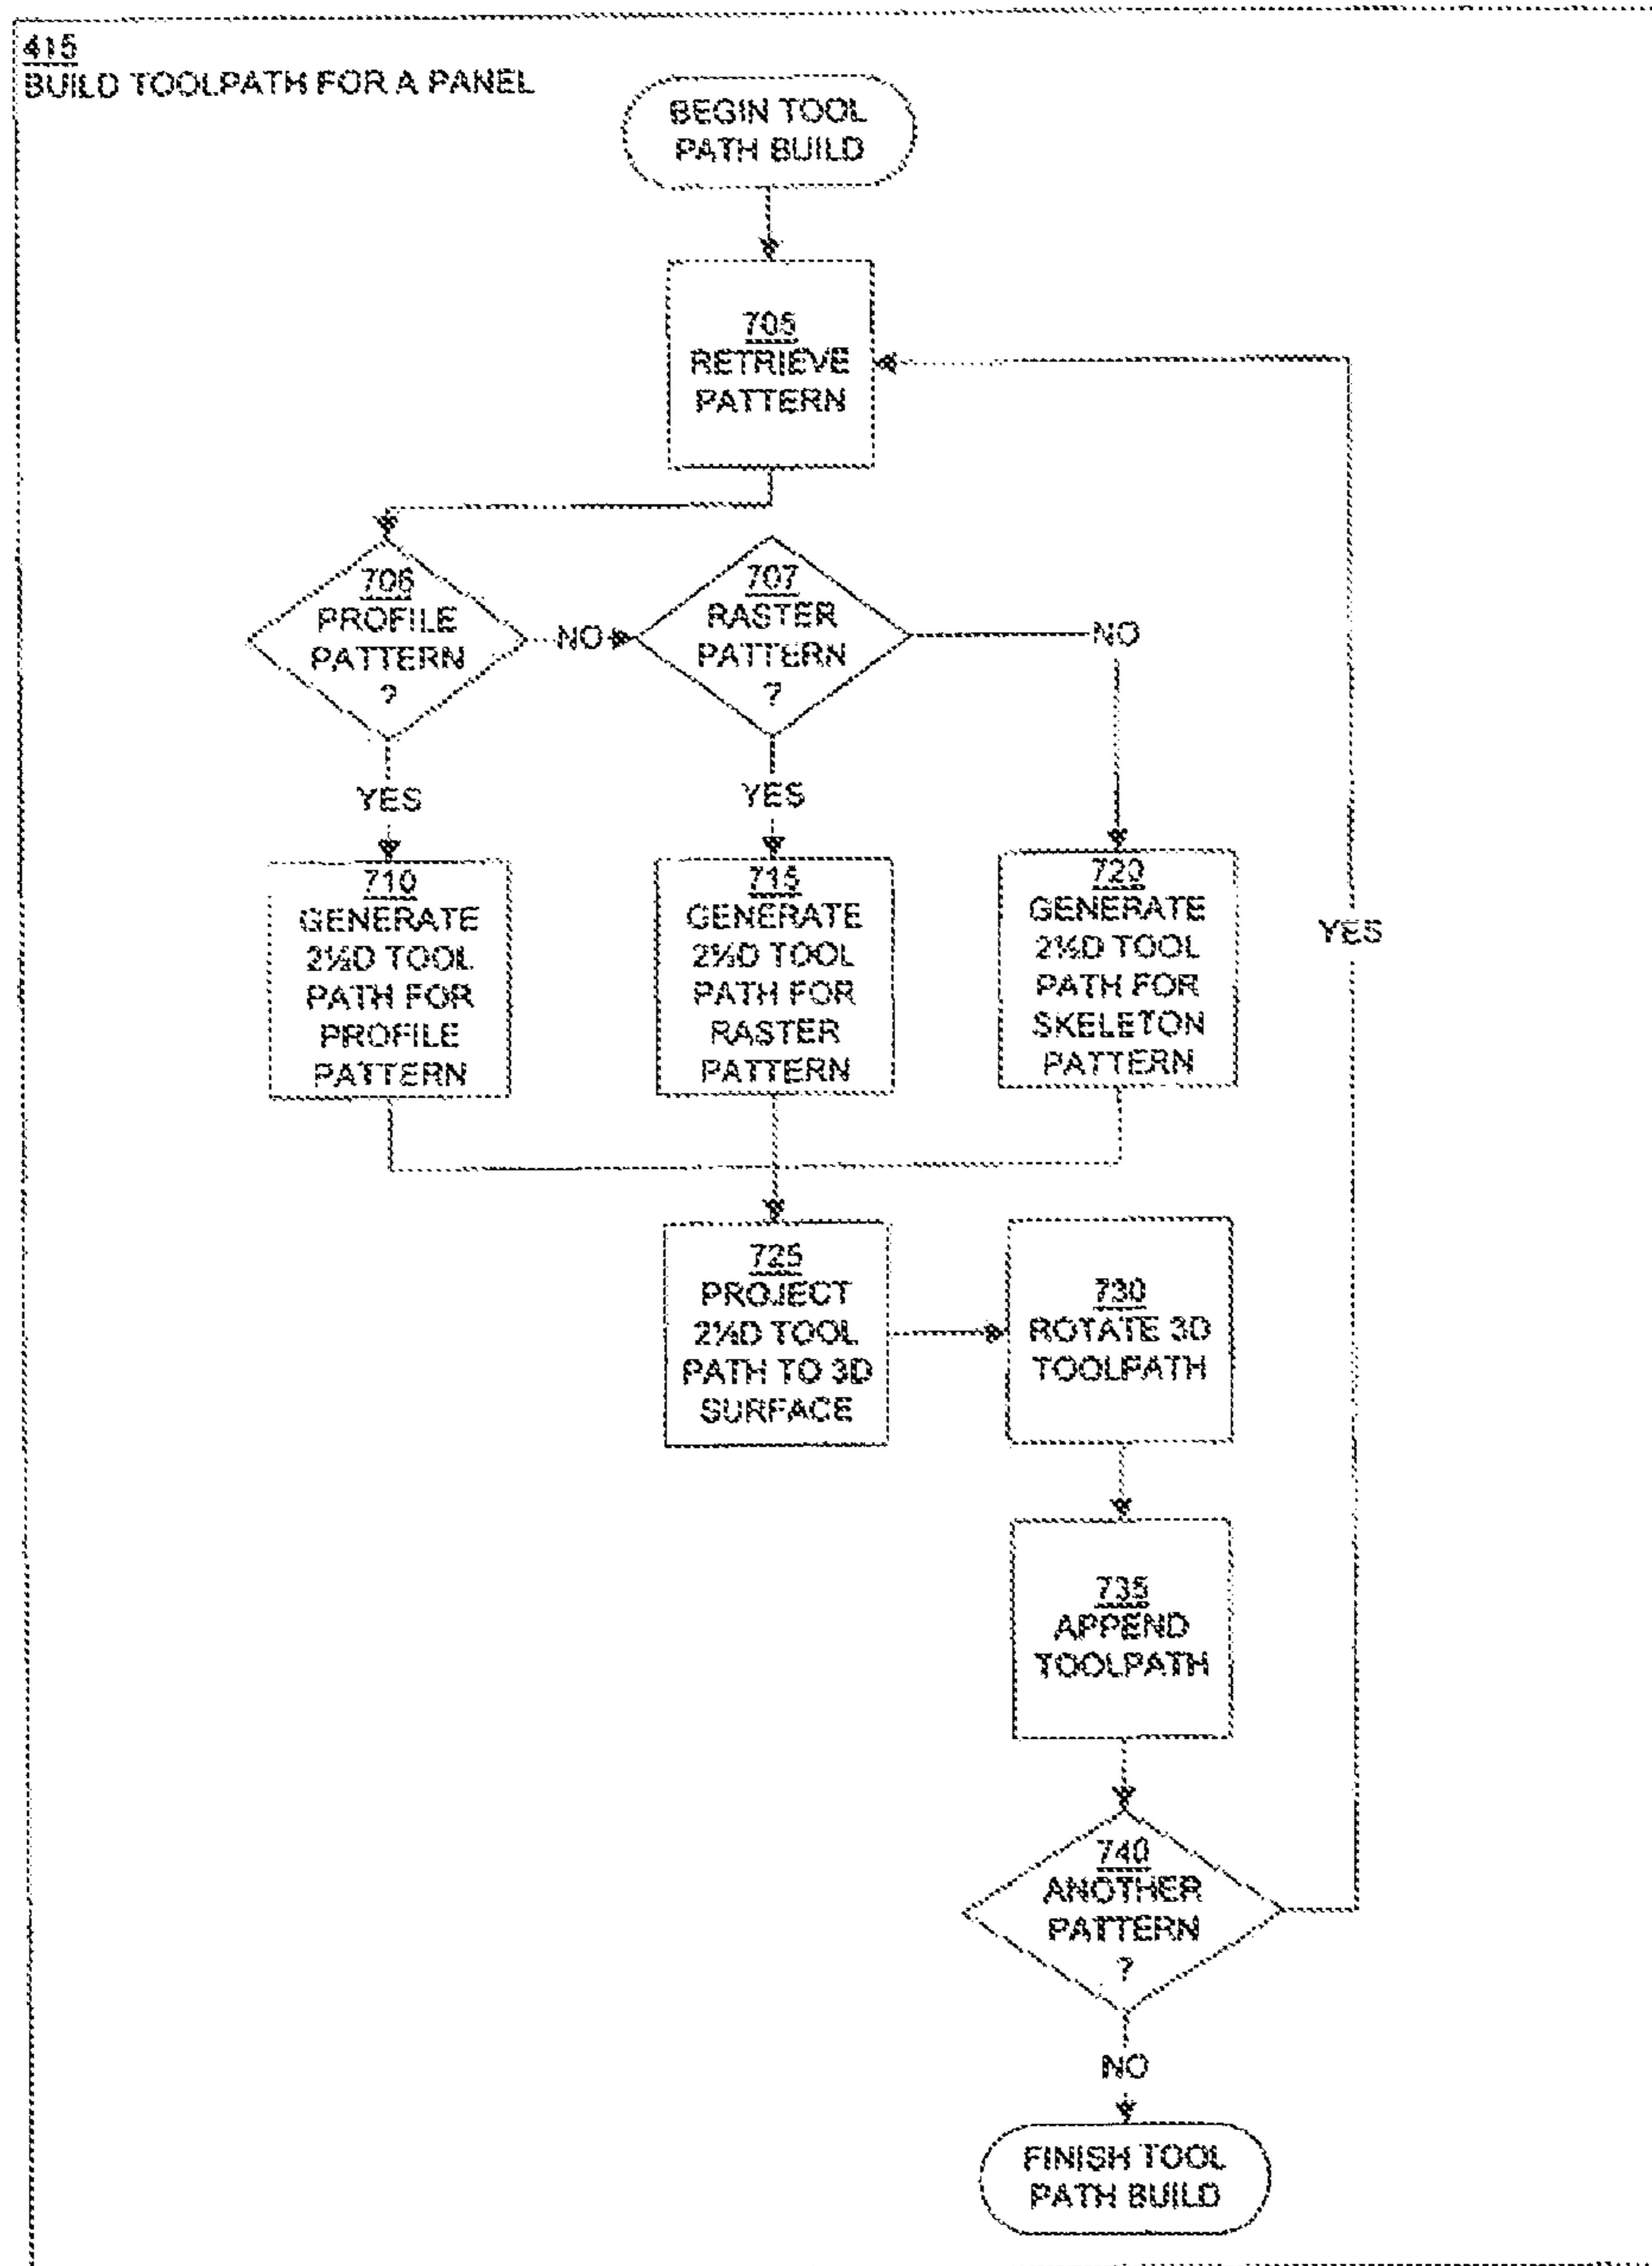 415
BUILD TOOLPATH FOR A PANEL
BEGIN TOOL
PATH BUILD
705
RETRIEVE
PATTERN
706
PROFILE
PATTERN
?
NO
707
RASTER
PATTERN
?
NO
YES
YES
710
GENERATE
2½D TOOL
PATH FOR
PROFILE
PATTERN
715
GENERATE
2½D TOOL
PATH FOR
RASTER
PATTERN
720
GENERATE
2½D TOOL
PATH FOR
SKELETON
PATTERN
YES
725
PROJECT
2½D TOOL
PATH TO 3D
SURFACE
730
ROTATE 3D
TOOLPATH
735
APPEND
TOOLPATH
740
ANOTHER
PATTERN
?
NO
FINISH TOOL
PATH BUILD